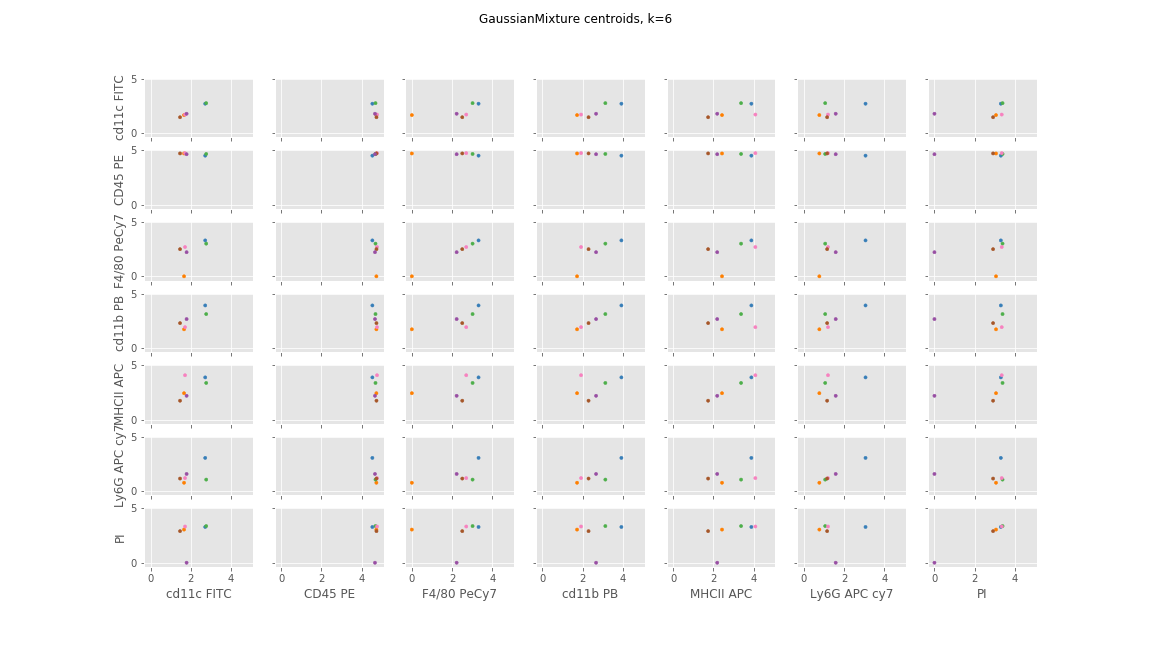 GaussianMixture centroids, k=6
cd11c FITC
5
0
CD45 PE
5
0
F4/80 PeCy7
5
0
cd11b PB
5
0
MHCII APC
5
0
Ly6G APC cy7
5
0
PI
5
0
0 2 4 0 2 4 0 2 4 0 2 4 0 2 4 0 2 4 0 2 4
cd11c FITC CD45 PE F4/80 PeCy7 cd11b PB MHCII APC Ly6G APC cy7 PI